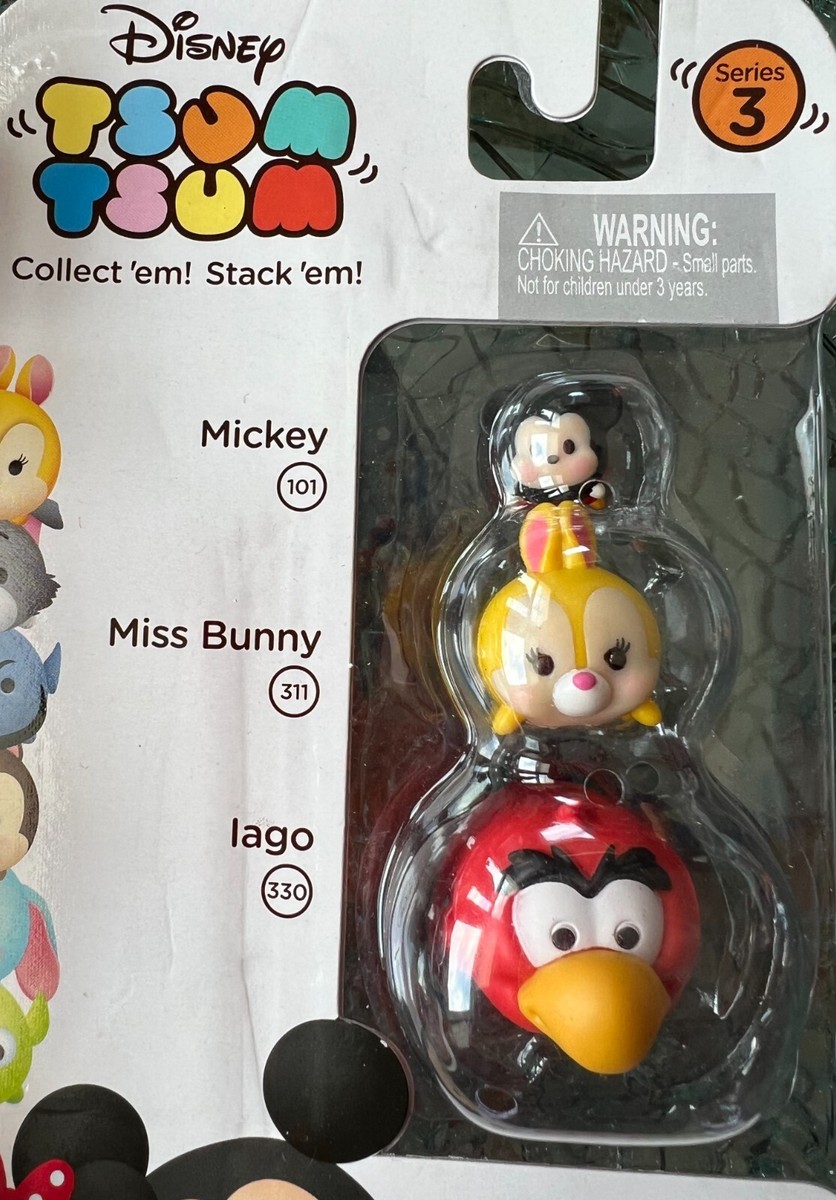 Disney
TSUM
TSUM
Collect 'em! Stack 'em!
Series
3
WARNING:
CHOKING HAZARD - Small parts.
Not for children under 3 years.
Mickey
101
Miss Bunny
311
Iago
330